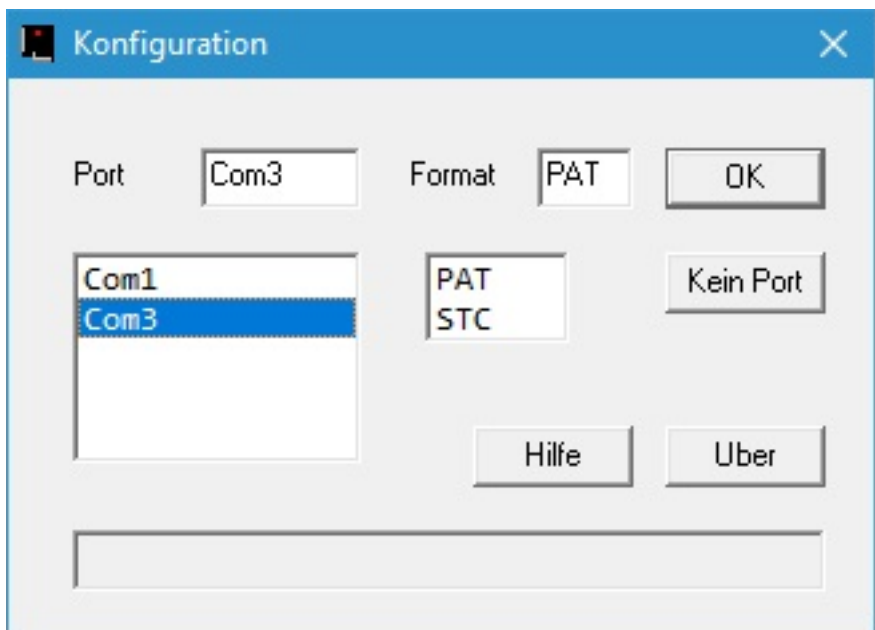 Konfiguration
Port Com3 Format PAT OK
Com1 PAT Kein Port
Com3 STC
Hilfe Uber